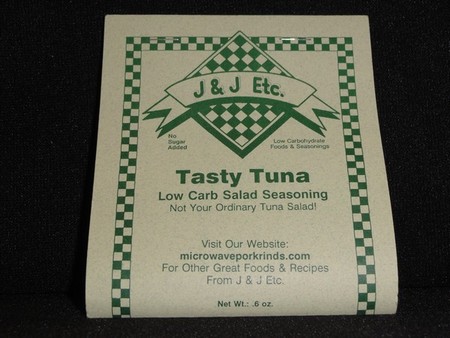 J & J Etc.
No
Sugar
Added
Low Carbohydrate
Foods & Seasonings
Tasty Tuna
Low Carb Salad Seasoning
Not Your Ordinary Tuna Salad!
Visit Our Website:
microwaveporkrinds.com
For Other Great Foods & Recipes
From J & J Etc.
Net Wt.: .6 oz.